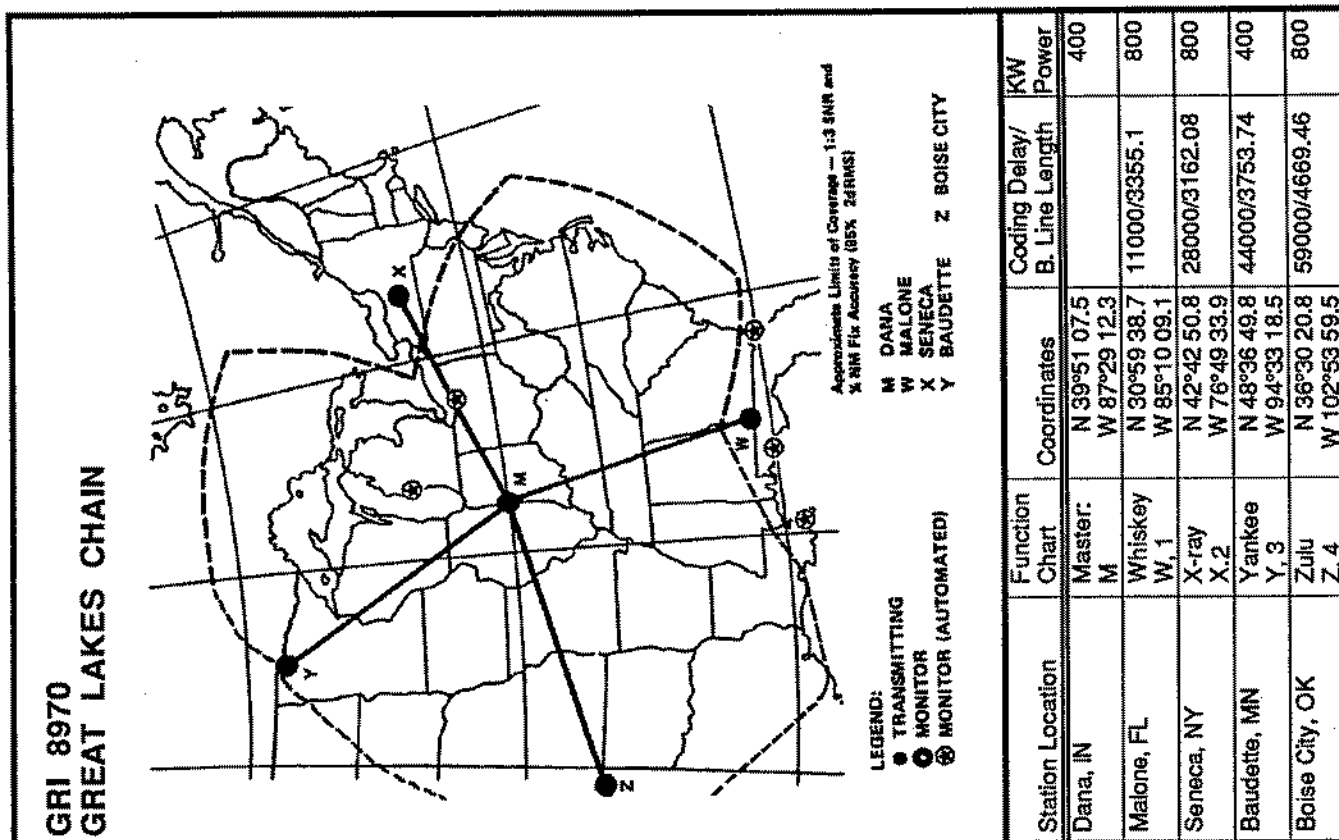 GRI 8970
GREAT LAKES CHAIN
Y
X
M
Z
W
Approximate Limits of Coverage — 1:3 SNR and
¼ NM Fix Accuracy (95% 2dRMS)
LEGEND:
TRANSMITTING
MONITOR
MONITOR (AUTOMATED)
M DANA
W MALONE
X SENECA
Y BAUDETTE Z BOISE CITY
Station Location Function Chart Coordinates Coding Delay/ B. Line Length KW Power
Dana, IN Master: N 39°51 07.5 400
M W 87°29 12.3
Malone, FL Whiskey N 30°59 38.7 11000/3355.1 800
W, 1 W 85°10 09.1
Seneca, NY X-ray N 42°42 50.8 28000/3162.08 800
X.2 W 76°49 33.9
Baudette, MN Yankee N 48°36 49.8 44000/3753.74 400
Y, 3 W 94°33 18.5
Boise City, OK Zulu N 36°30 20.8 59000/4669.46 800
Z, 4 W 102°53 59.5